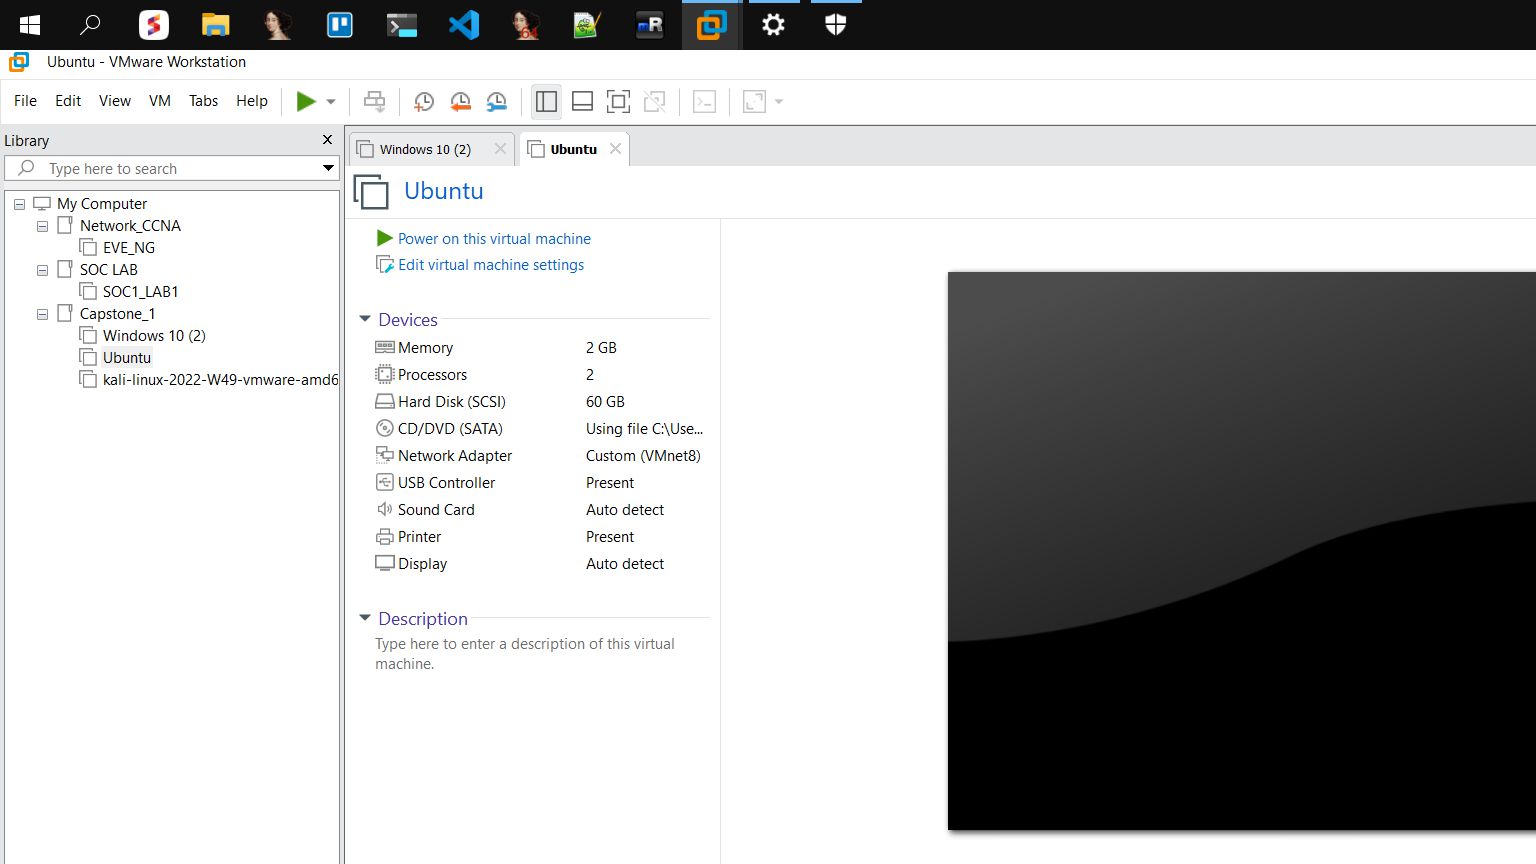 Ubuntu - VMware Workstation
File Edit View VM Tabs Help
Library
Type here to search
My Computer
Network_CCNA
EVE_NG
SOC LAB
SOC1_LAB1
Capstone_1
Windows 10 (2)
Ubuntu
kali-linux-2022-W49-vmware-amd6
Windows 10 (2) Ubuntu
Ubuntu
Power on this virtual machine
Edit virtual machine settings
Devices
Memory 2 GB
Processors 2
Hard Disk (SCSI) 60 GB
CD/DVD (SATA) Using file C:\Use...
Network Adapter Custom (VMnet8)
USB Controller Present
Sound Card Auto detect
Printer Present
Display Auto detect
Description
Type here to enter a description of this virtual
machine.